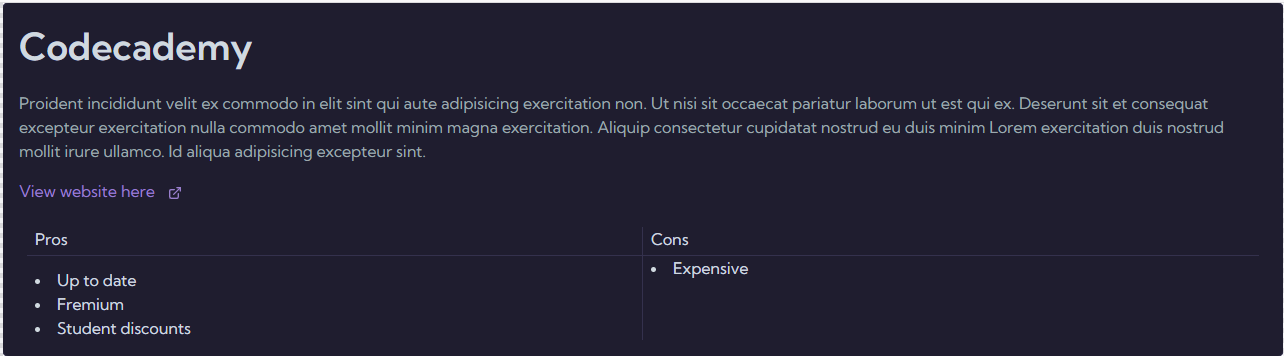 Codecademy
Proident incididunt velit ex commodo in elit sint qui aute adipisicing exercitation non. Ut nisi sit occaecat pariatur laborum ut est qui ex. Deserunt sit et consequat
excepteur exercitation nulla commodo amet mollit minim magna exercitation. Aliquip consectetur cupidatat nostrud eu duis minim Lorem exercitation duis nostrud
mollit irure ullamco. Id aliqua adipisicing excepteur sint.
View website here
Pros
Cons
• Up to date
• Fremium
• Student discounts
• Expensive